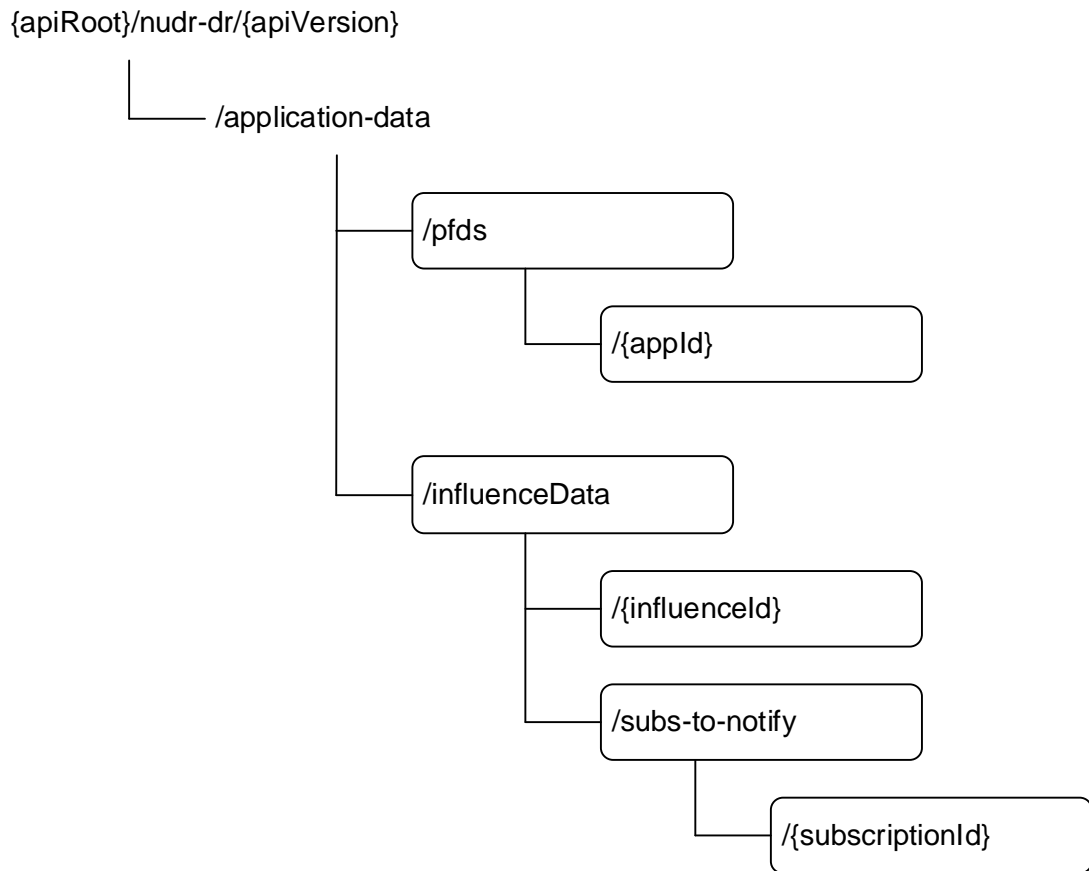 {apiRoot}/nudr-dr/{apiVersion}
/application-data
/pfds
/{appId}
/influenceData
/{influenceId}
/subs-to-notify
/{subscriptionId}